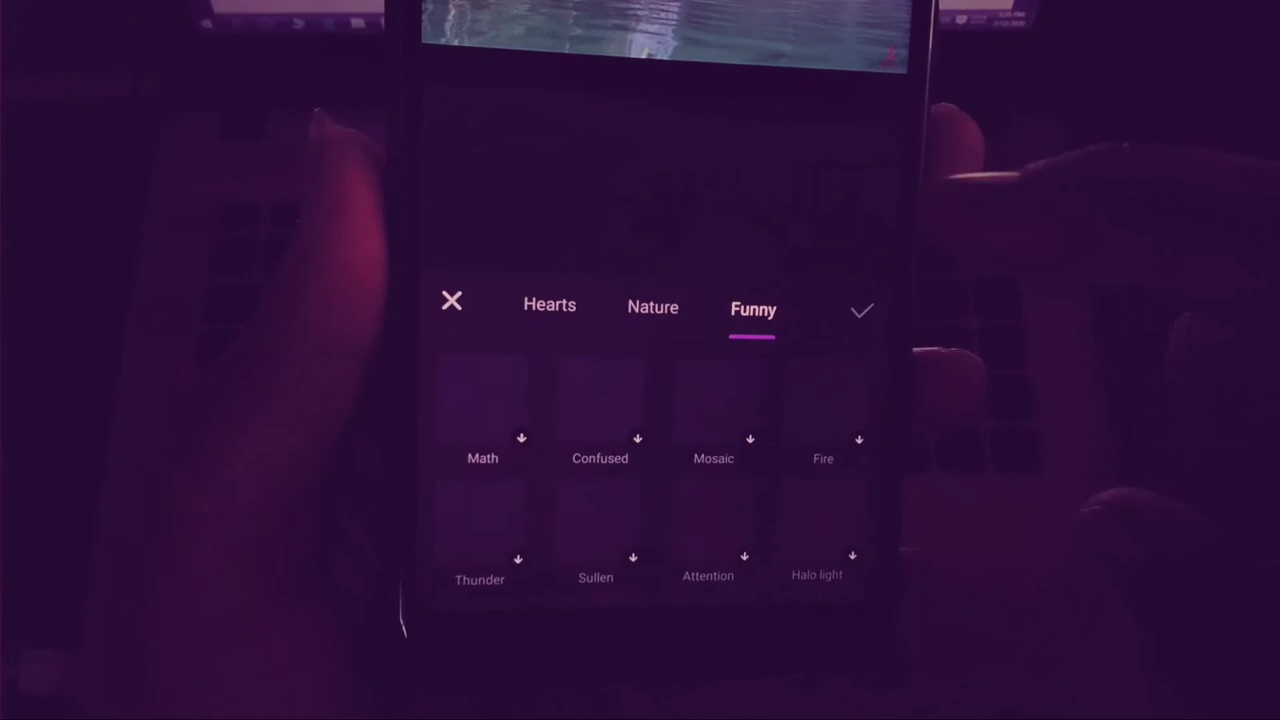 Hearts Nature Funny
Math Confused Mosaic Fire
Thunder Sullen Attention Halo light